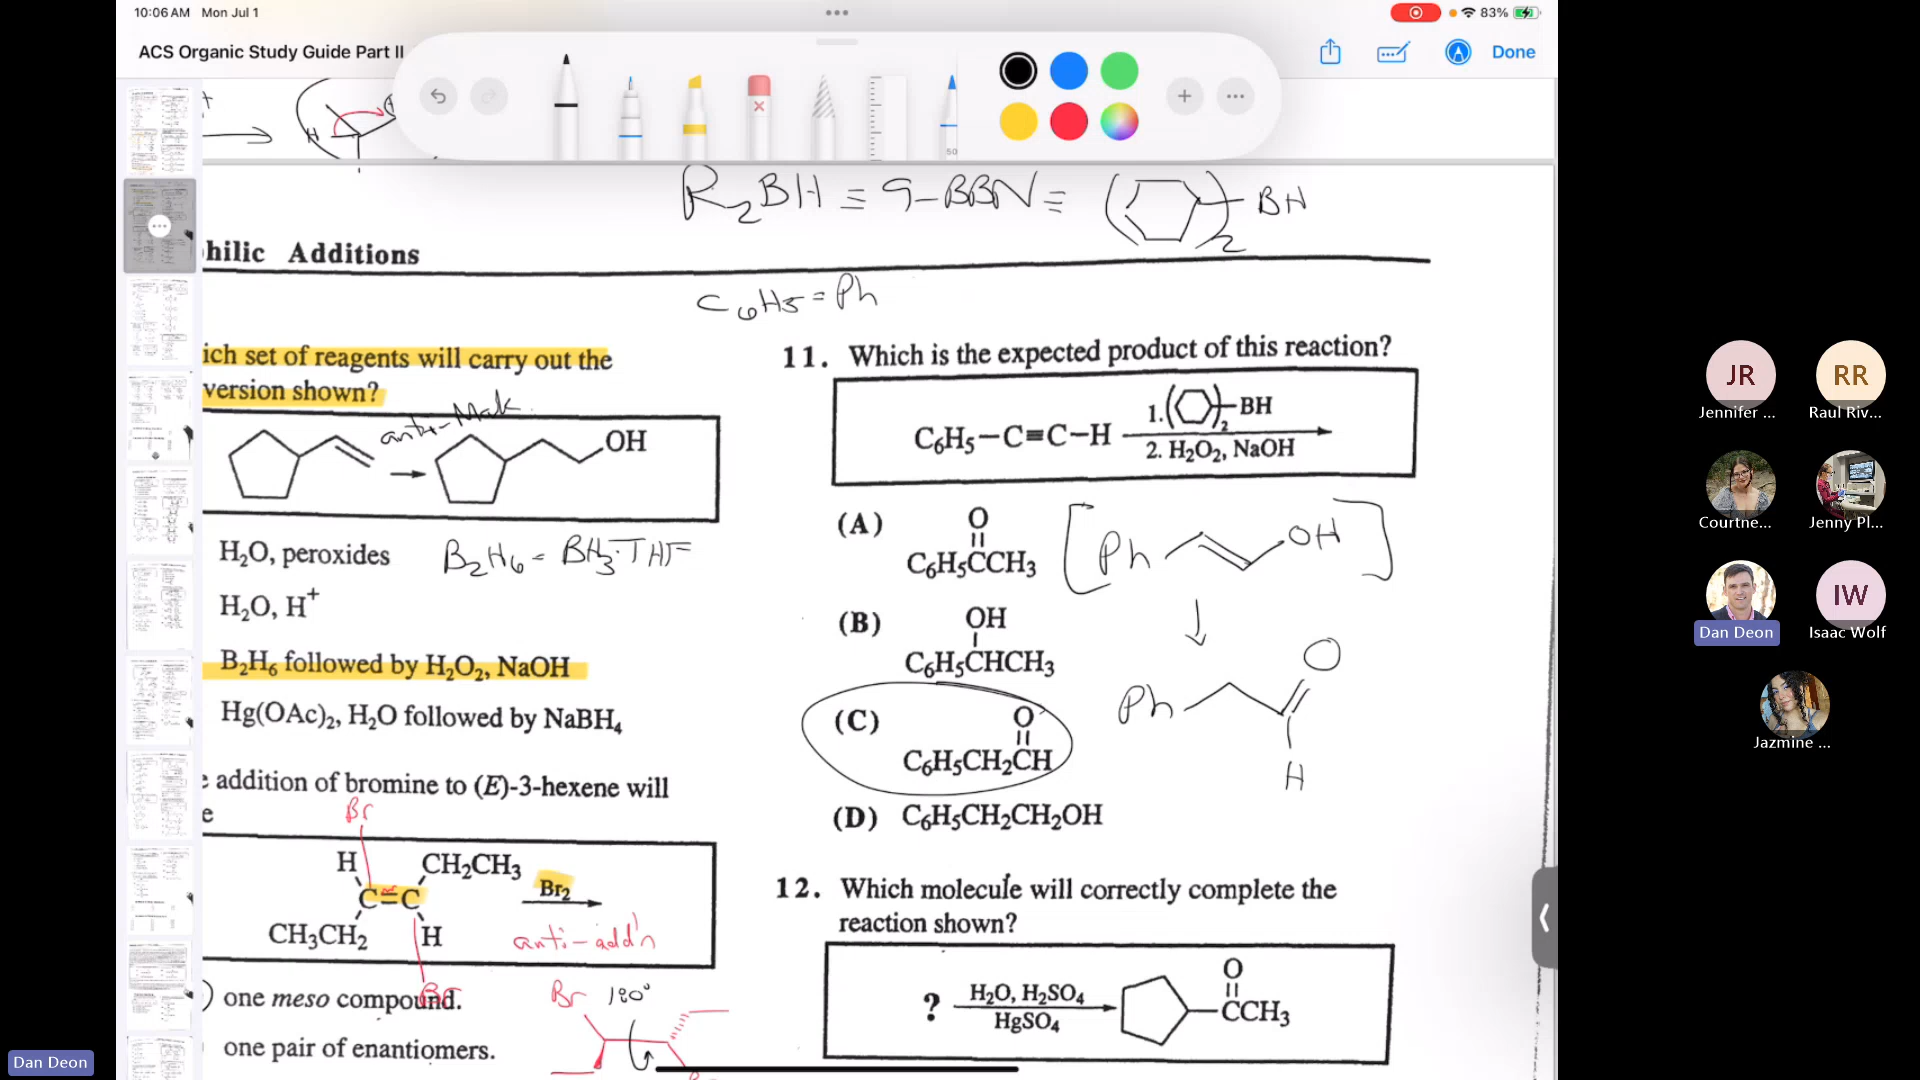 10:06 AM Mon Jul 1
83%
ACS Organic Study Guide Part II
Done
50
H
R₂BH ≡ 9-BBN ≡ ( )₂-BH
hilic Additions
C₆H₅ = Ph
ich set of reagents will carry out the
version shown?
anti-Mark.
OH
H₂O, peroxides
B₂H₆ = BH₃·THF
H₂O, H⁺
B₂H₆ followed by H₂O₂, NaOH
Hg(OAc)₂, H₂O followed by NaBH₄
e addition of bromine to (E)-3-hexene will
e
Br
H CH₂CH₃
C=C
Br₂
CH₃CH₂ H
anti-add'n
Br
one meso compound.
Br 180°
one pair of enantiomers.
11. Which is the expected product of this reaction?
C₆H₅-C≡C-H
1. ( )₂-BH
2. H₂O₂, NaOH
(A) O
C₆H₅CCH₃
[Ph OH]
(B) OH
C₆H₅CHCH₃
(C) O
C₆H₅CH₂CH
Ph O
H
(D) C₆H₅CH₂CH₂OH
12. Which molecule will correctly complete the
reaction shown?
? H₂O, H₂SO₄
HgSO₄
O
CCH₃
JR
Jennifer ...
RR
Raul Riv...
Courtne...
Jenny Pl...
Dan Deon
IW
Isaac Wolf
Jazmine ...
Dan Deon